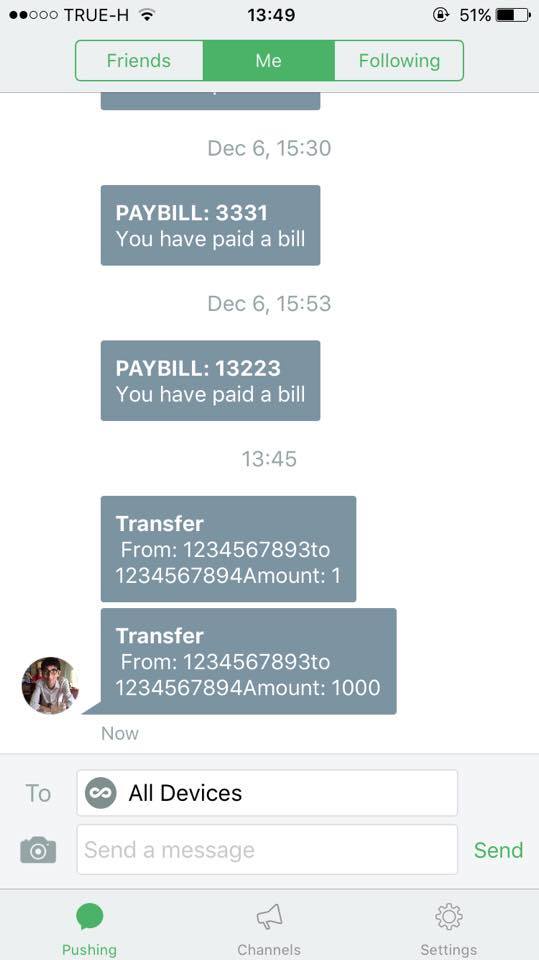 TRUE-H 13:49 51%
Friends Me Following
Dec 6, 15:30
PAYBILL: 3331
You have paid a bill
Dec 6, 15:53
PAYBILL: 13223
You have paid a bill
13:45
Transfer
From: 1234567893to
1234567894Amount: 1
Transfer
From: 1234567893to
1234567894Amount: 1000
Now
To All Devices
Send a message Send
Pushing Channels Settings